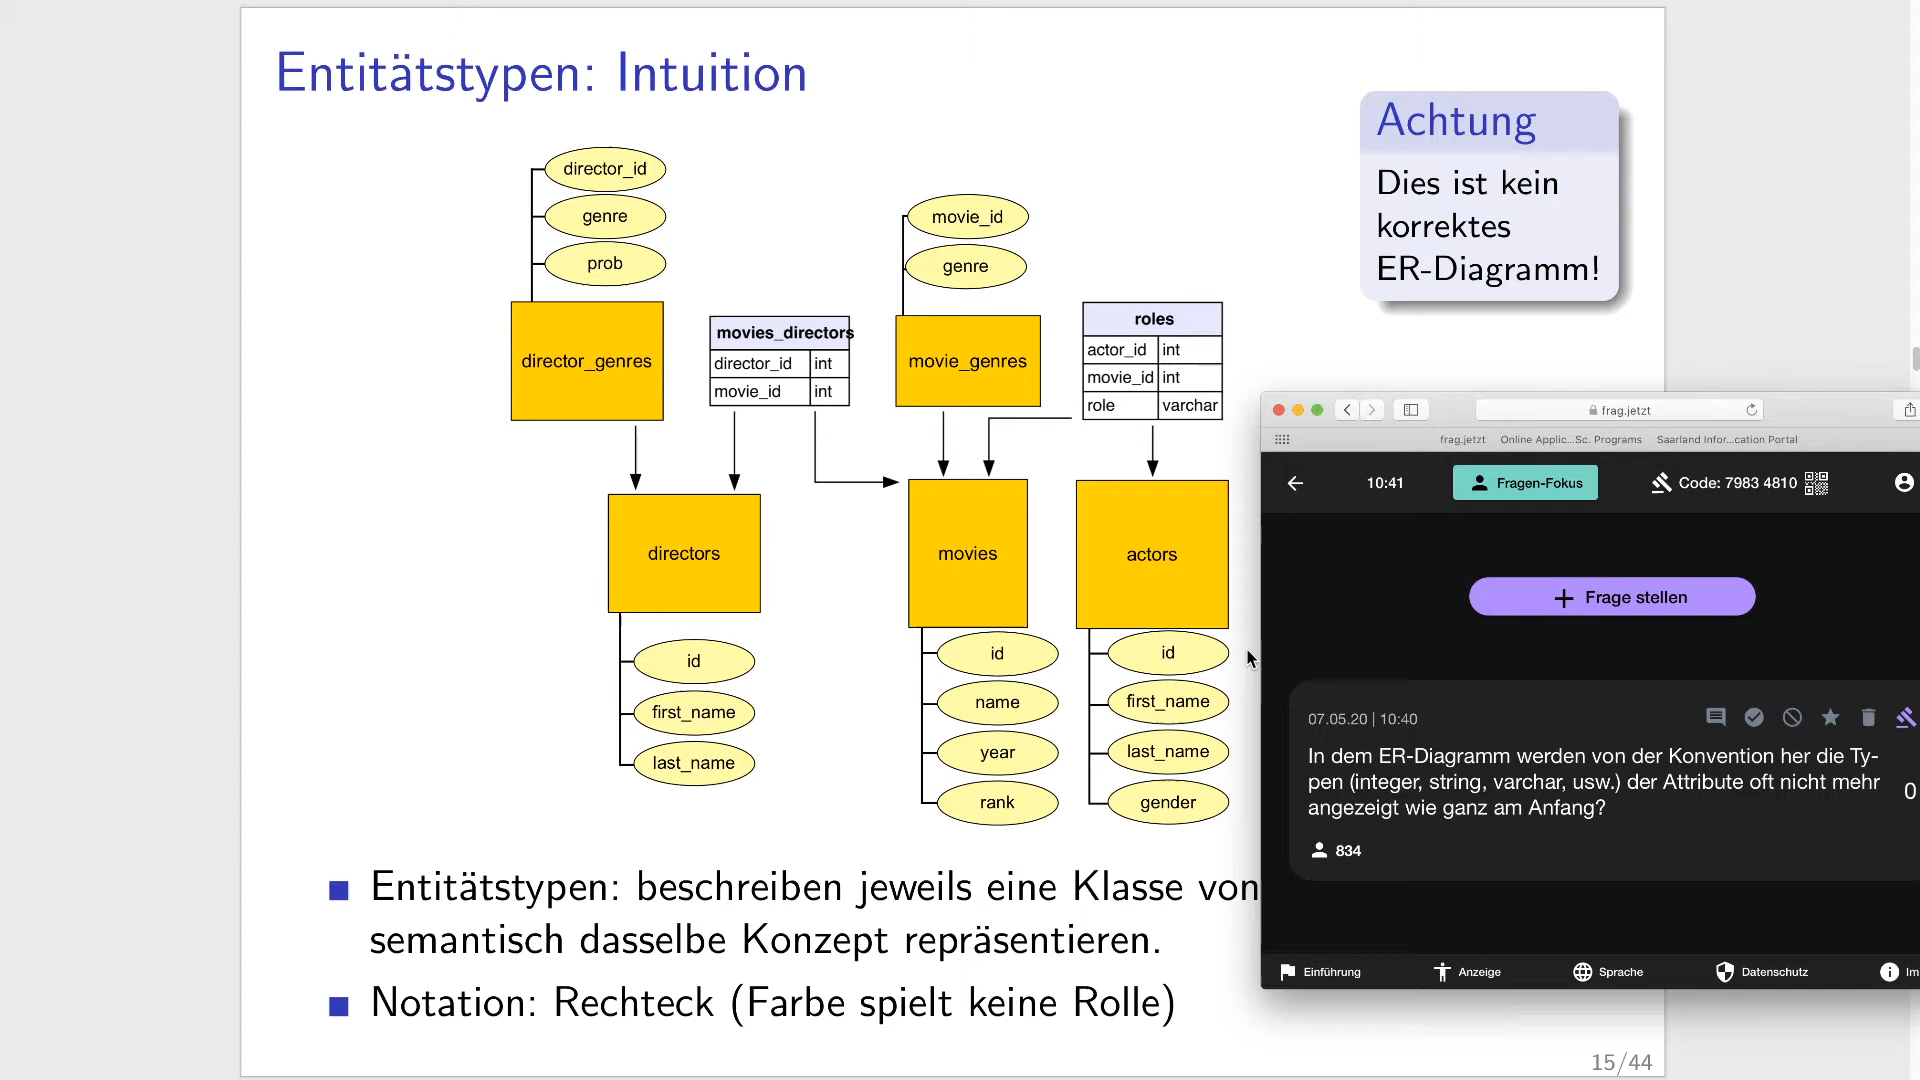 Entitätstypen: Intuition
Achtung
Dies ist kein
korrektes
ER-Diagramm!
director_id
genre
prob
director_genres
movies_directors
director_id int
movie_id int
movie_id
genre
movie_genres
roles
actor_id int
movie_id int
role varchar
directors
movies
actors
id
first_name
last_name
id
name
year
rank
id
first_name
last_name
gender
Entitätstypen: beschreiben jeweils eine Klasse von
semantisch dasselbe Konzept repräsentieren.
Notation: Rechteck (Farbe spielt keine Rolle)
15/44
frag.jetzt
frag.jetzt Online Applic...Sc. Programs Saarland Infor...cation Portal
10:41 Fragen-Fokus Code: 7983 4810
Frage stellen
07.05.20 | 10:40
In dem ER-Diagramm werden von der Konvention her die Ty-
pen (integer, string, varchar, usw.) der Attribute oft nicht mehr
angezeigt wie ganz am Anfang?
0
834
Einführung Anzeige Sprache Datenschutz Im